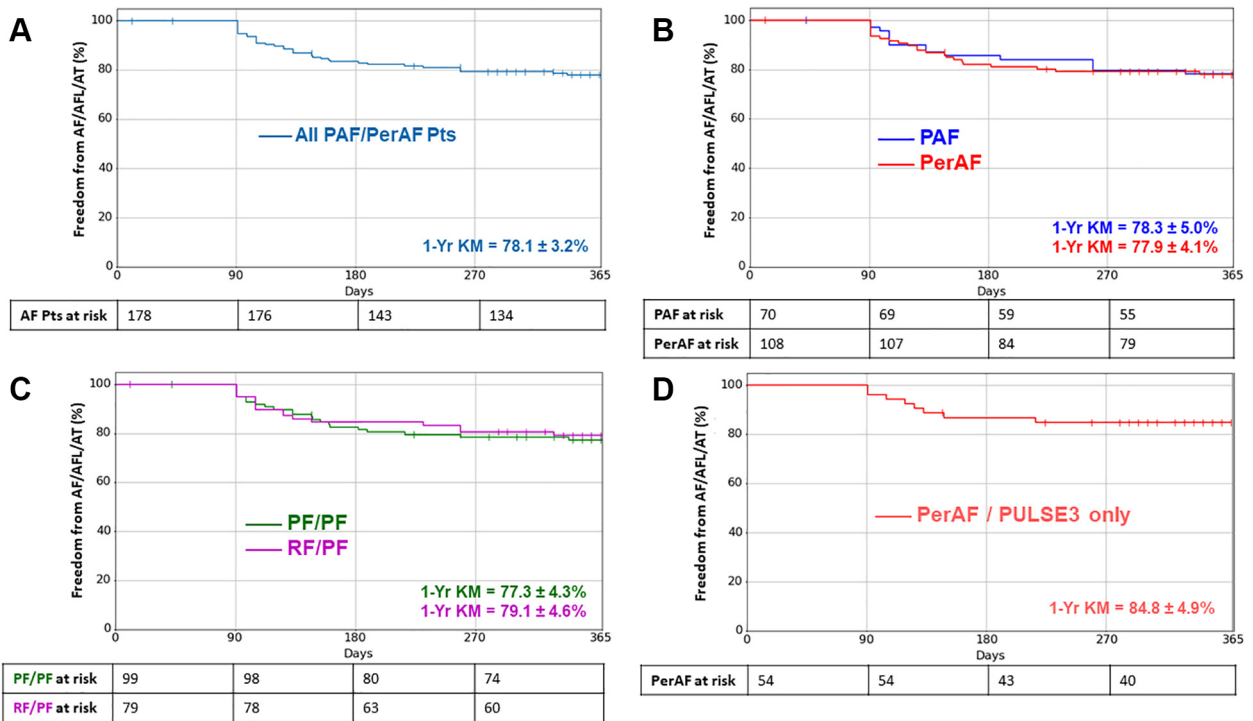 A
Freedom from AF/AFL/AT (%)
100
80
60
40
20
0
All PAF/PerAF Pts
1-Yr KM = 78.1 ± 3.2%
0 90 180 270 365
Days
AF Pts at risk 178 176 143 134
B
Freedom from AF/AFL/AT (%)
100
80
60
40
20
0
PAF
PerAF
1-Yr KM = 78.3 ± 5.0%
1-Yr KM = 77.9 ± 4.1%
0 90 180 270 365
Days
PAF at risk 70 69 59 55
PerAF at risk 108 107 84 79
C
Freedom from AF/AFL/AT (%)
100
80
60
40
20
0
PF/PF
RF/PF
1-Yr KM = 77.3 ± 4.3%
1-Yr KM = 79.1 ± 4.6%
0 90 180 270 365
Days
PF/PF at risk 99 98 80 74
RF/PF at risk 79 78 63 60
D
Freedom from AF/AFL/AT (%)
100
80
60
40
20
0
PerAF / PULSE3 only
1-Yr KM = 84.8 ± 4.9%
0 90 180 270 365
Days
PerAF at risk 54 54 43 40